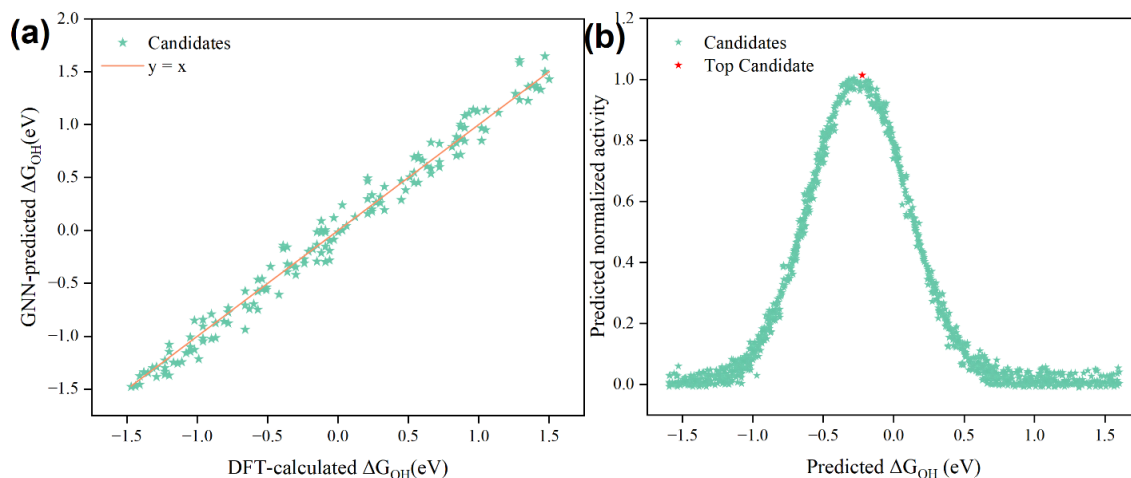 (a)
Candidates
y = x
GNN-predicted ΔG_OH(eV)
2.0
1.5
1.0
0.5
0.0
−0.5
−1.0
−1.5
−1.5 −1.0 −0.5 0.0 0.5 1.0 1.5
DFT-calculated ΔG_OH(eV)
(b)
Candidates
Top Candidate
Predicted normalized activity
1.2
1.0
0.8
0.6
0.4
0.2
0.0
−1.5 −1.0 −0.5 0.0 0.5 1.0 1.5
Predicted ΔG_OH (eV)